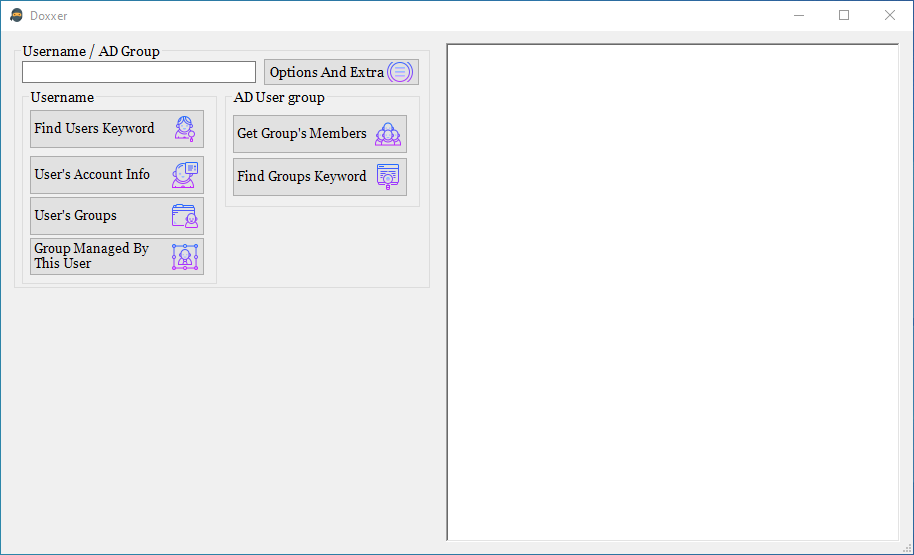 Doxxer
Username / AD Group
Options And Extra
Username
Find Users Keyword
User's Account Info
User's Groups
Group Managed By
This User
AD User group
Get Group's Members
Find Groups Keyword